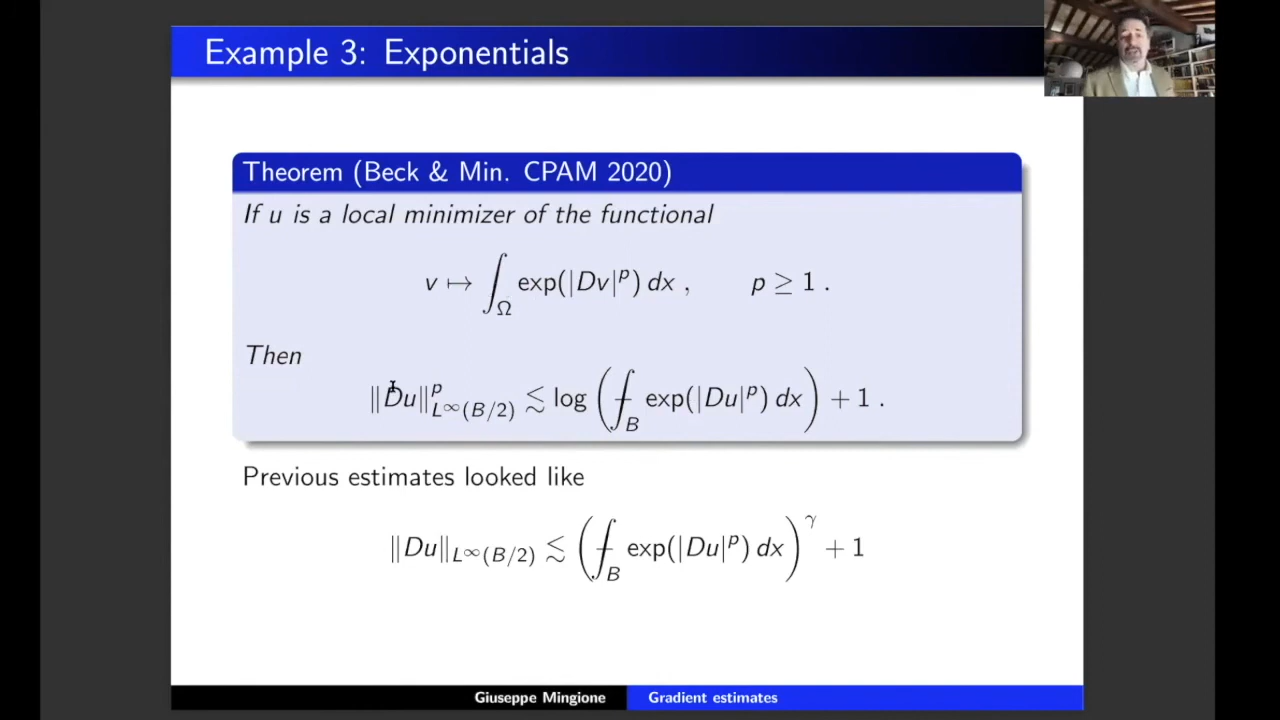 Example 3: Exponentials
Theorem (Beck & Min. CPAM 2020)
If u is a local minimizer of the functional
v ↦ ∫_Ω exp(|Dv|^p) dx , p ≥ 1 .
Then
‖Du‖^p_{L^∞(B/2)} ≲ log (⨍_B exp(|Du|^p) dx) + 1 .
Previous estimates looked like
‖Du‖_{L^∞(B/2)} ≲ (⨍_B exp(|Du|^p) dx)^γ + 1
Giuseppe Mingione Gradient estimates